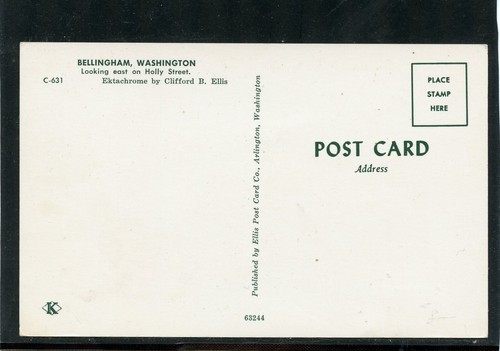 BELLINGHAM, WASHINGTON
Looking east on Holly Street.
C-631 Ektachrome by Clifford B. Ellis
Published by Ellis Post Card Co., Arlington, Washington
PLACE
STAMP
HERE
POST CARD
Address
K
63244